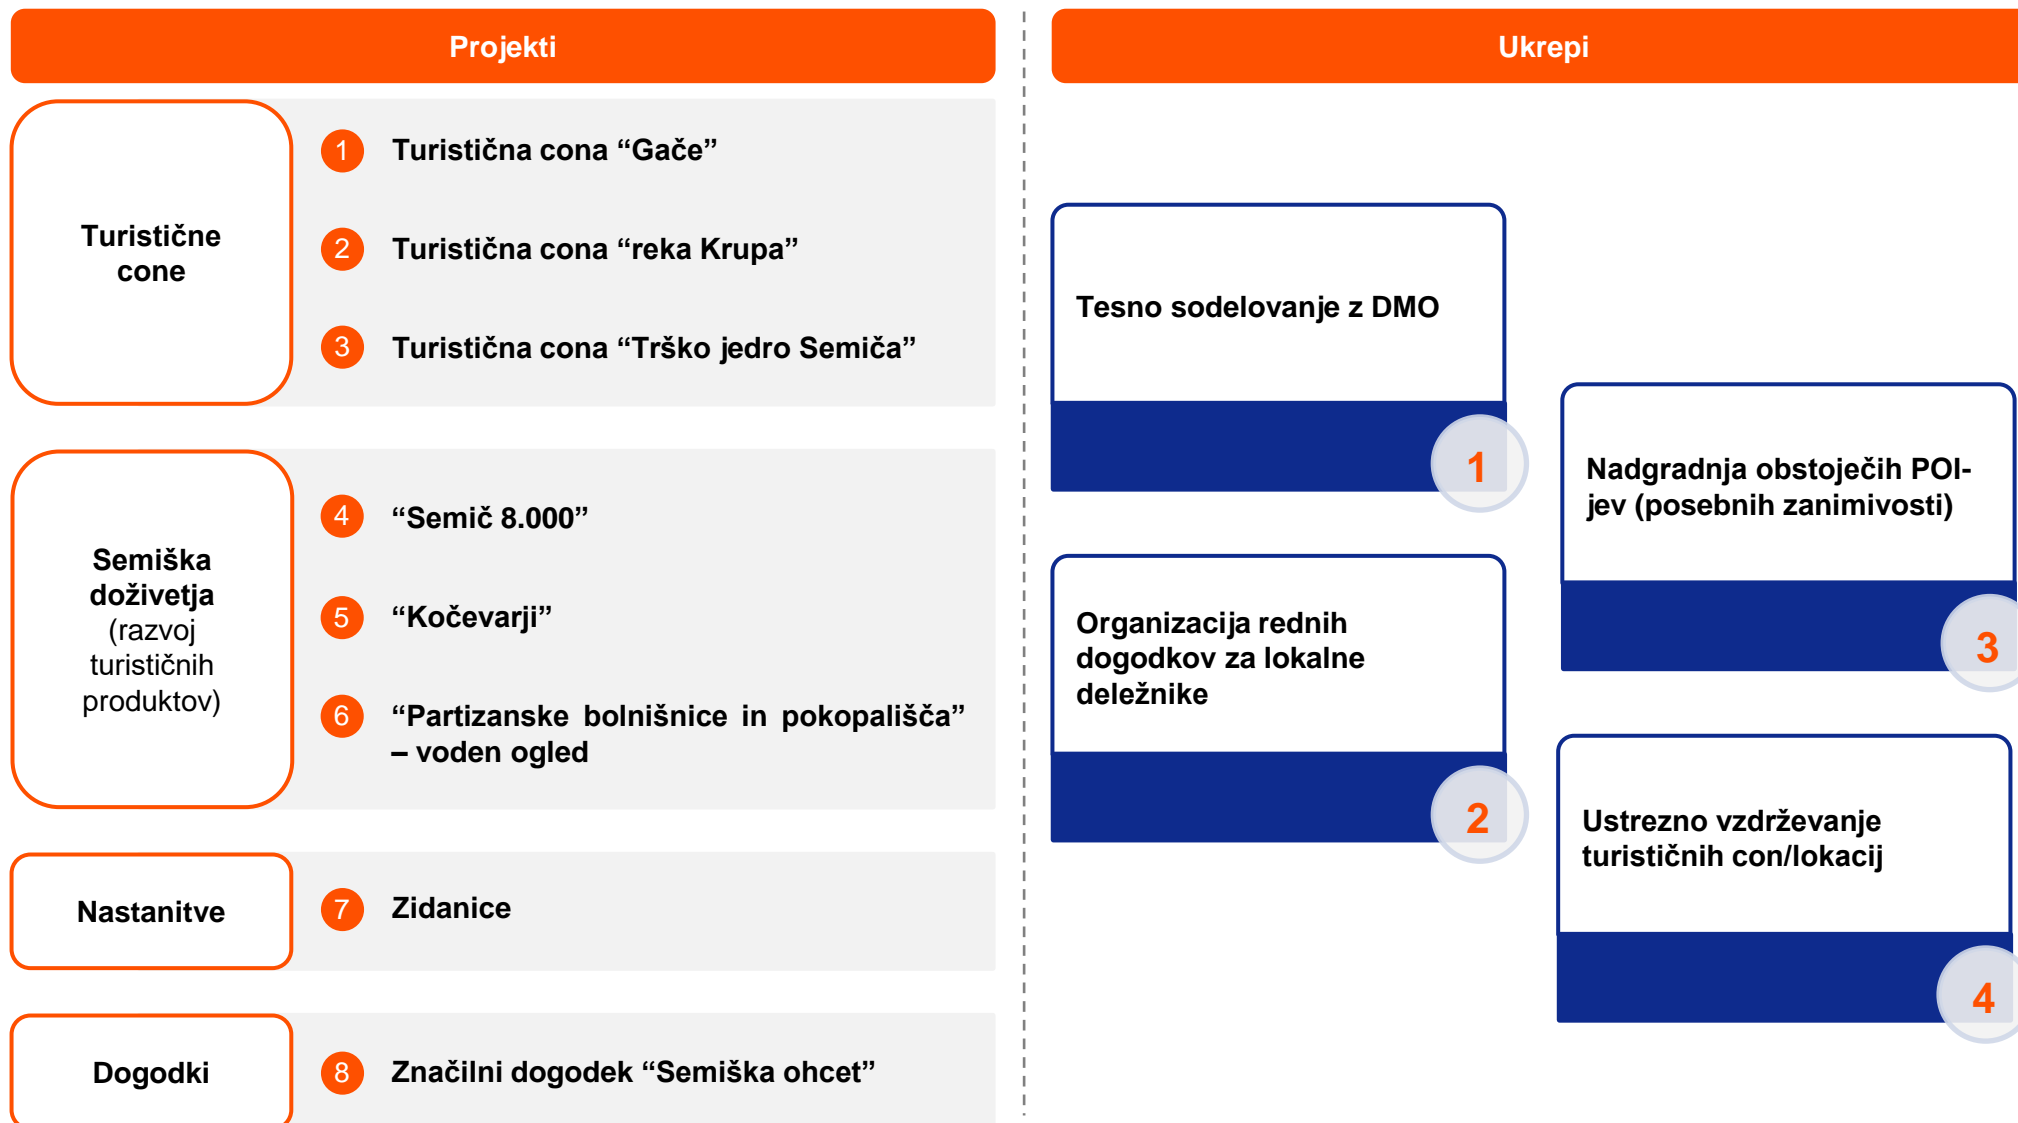 Projekti
Turistične
cone
1
Turistična cona “Gače”
2
Turistična cona “reka Krupa”
3
Turistična cona “Trško jedro Semiča”
Semiška
doživetja
(razvoj
turističnih
produktov)
4
“Semič 8.000”
5
“Kočevarji”
6
“Partizanske bolnišnice in pokopališča”
– voden ogled
Nastanitve
7
Zidanice
Dogodki
8
Značilni dogodek “Semiška ohcet”
Ukrepi
Tesno sodelovanje z DMO
1
Organizacija rednih
dogodkov za lokalne
deležnike
2
Nadgradnja obstoječih POI-
jev (posebnih zanimivosti)
3
Ustrezno vzdrževanje
turističnih con/lokacij
4